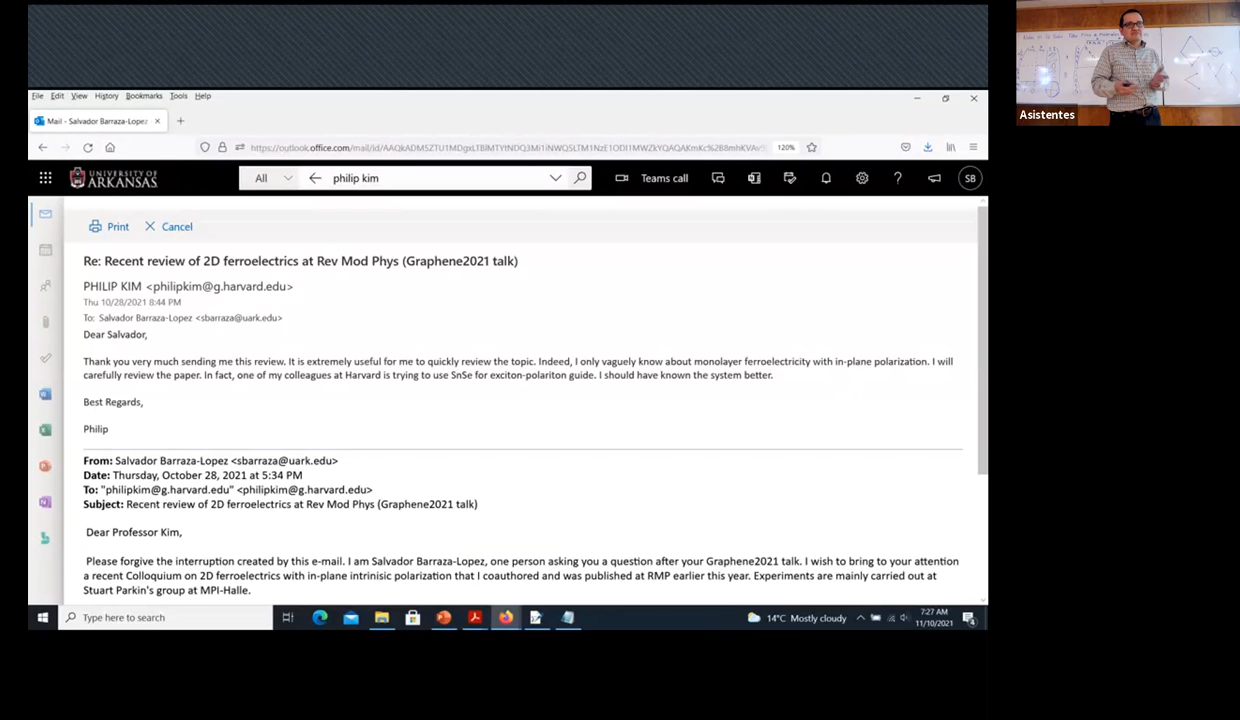 File Edit View History Bookmarks Tools Help
Mail - Salvador Barraza-Lopez
120%
UNIVERSITY OF
ARKANSAS
All
philip kim
Teams call
SB
Print Cancel
Re: Recent review of 2D ferroelectrics at Rev Mod Phys (Graphene2021 talk)
PHILIP KIM <philipkim@g.harvard.edu>
Thu 10/28/2021 8:44 PM
To: Salvador Barraza-Lopez <sbarraza@uark.edu>
Dear Salvador,
Thank you very much sending me this review. It is extremely useful for me to quickly review the topic. Indeed, I only vaguely know about monolayer ferroelectricity with in-plane polarization. I will
carefully review the paper. In fact, one of my colleagues at Harvard is trying to use SnSe for exciton-polariton guide. I should have known the system better.
Best Regards,
Philip
From: Salvador Barraza-Lopez <sbarraza@uark.edu>
Date: Thursday, October 28, 2021 at 5:34 PM
To: "philipkim@g.harvard.edu" <philipkim@g.harvard.edu>
Subject: Recent review of 2D ferroelectrics at Rev Mod Phys (Graphene2021 talk)
Dear Professor Kim,
Please forgive the interruption created by this e-mail. I am Salvador Barraza-Lopez, one person asking you a question after your Graphene2021 talk. I wish to bring to your attention
a recent Colloquium on 2D ferroelectrics with in-plane intrinisic polarization that I coauthored and was published at RMP earlier this year. Experiments are mainly carried out at
Stuart Parkin's group at MPI-Halle.
Type here to search
14°C Mostly cloudy
7:27 AM
11/10/2021
Asistentes